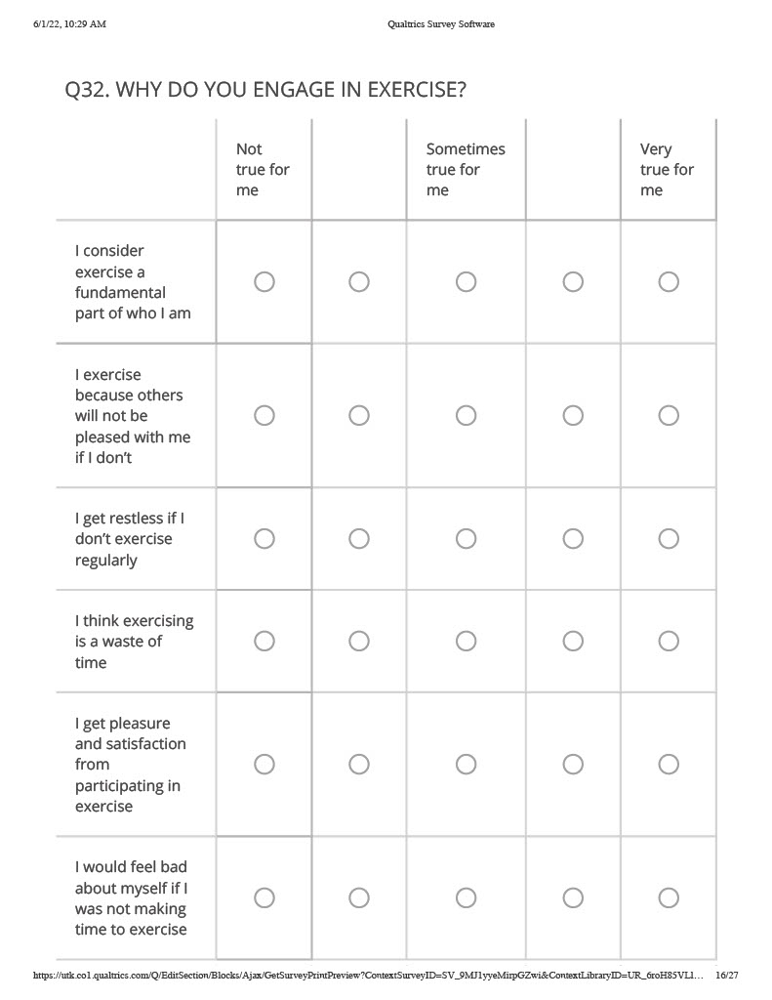 6/1/22, 10:29 AM Qualtrics Survey Software
Q32. WHY DO YOU ENGAGE IN EXERCISE?
Not
true for
me
Sometimes
true for
me
Very
true for
me
I consider
exercise a
fundamental
part of who I am
I exercise
because others
will not be
pleased with me
if I don’t
I get restless if I
don’t exercise
regularly
I think exercising
is a waste of
time
I get pleasure
and satisfaction
from
participating in
exercise
I would feel bad
about myself if I
was not making
time to exercise
https://utk.co1.qualtrics.com/Q/EditSection/Blocks/Ajax/GetSurveyPrintPreview?ContextSurveyID=SV_9MJ1yyeMirpGZwi&ContextLibraryID=UR_6roH85VLl… 16/27